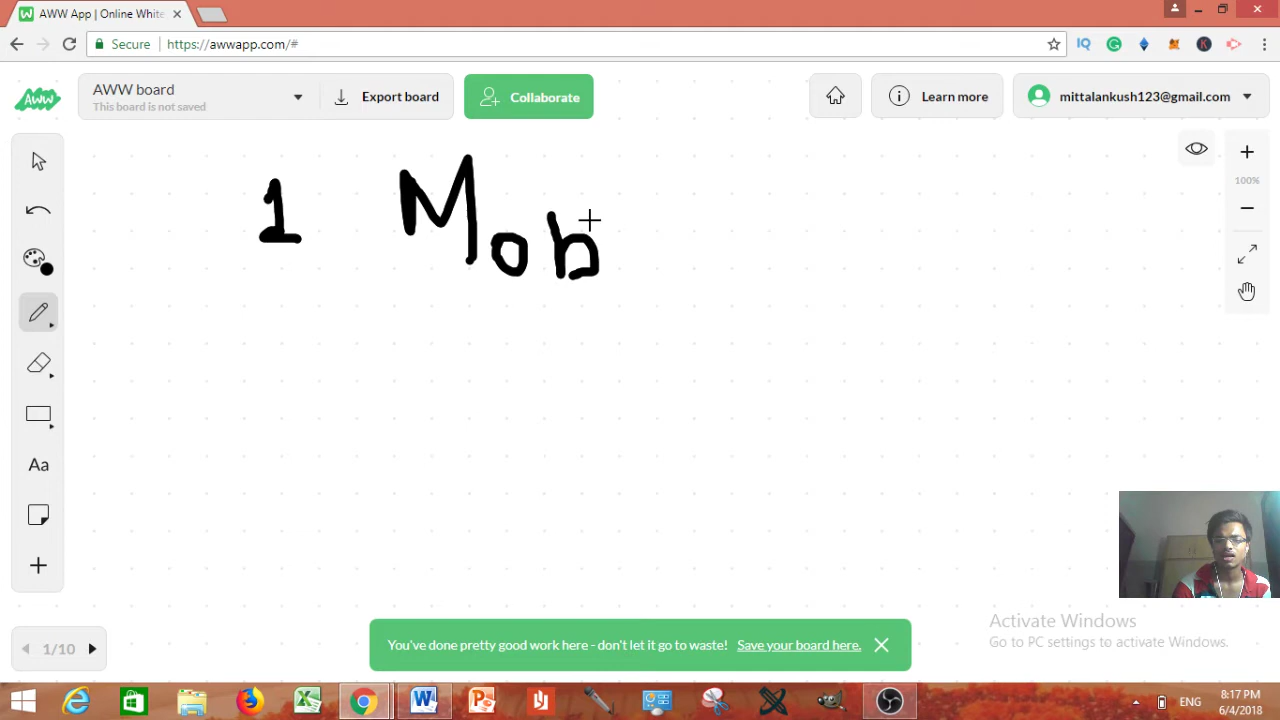 AWW App | Online White
Secure
https://awwapp.com/#
AWW
AWW board
This board is not saved
Export board
Collaborate
Learn more
mittalankush123@gmail.com
100%
1 Mob
Aa
1/10
You've done pretty good work here - don't let it go to waste! Save your board here.
Activate Windows
Go to PC settings to activate Windows.
ENG
8:17 PM
6/4/2018